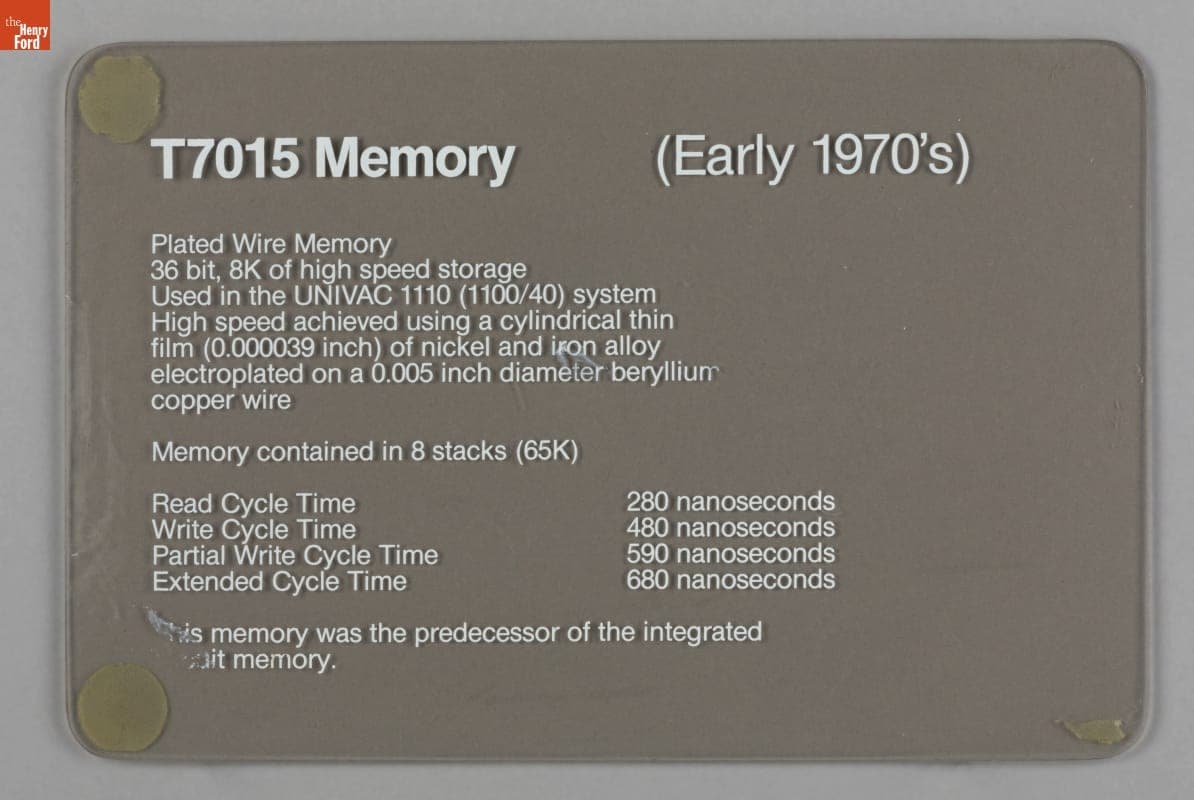 the
Henry
Ford
T7015 Memory (Early 1970's)
Plated Wire Memory
36 bit, 8K of high speed storage
Used in the UNIVAC 1110 (1100/40) system
High speed achieved using a cylindrical thin
film (0.000039 inch) of nickel and iron alloy
electroplated on a 0.005 inch diameter beryllium
copper wire
Memory contained in 8 stacks (65K)
Read Cycle Time 280 nanoseconds
Write Cycle Time 480 nanoseconds
Partial Write Cycle Time 590 nanoseconds
Extended Cycle Time 680 nanoseconds
This memory was the predecessor of the integrated
memory.